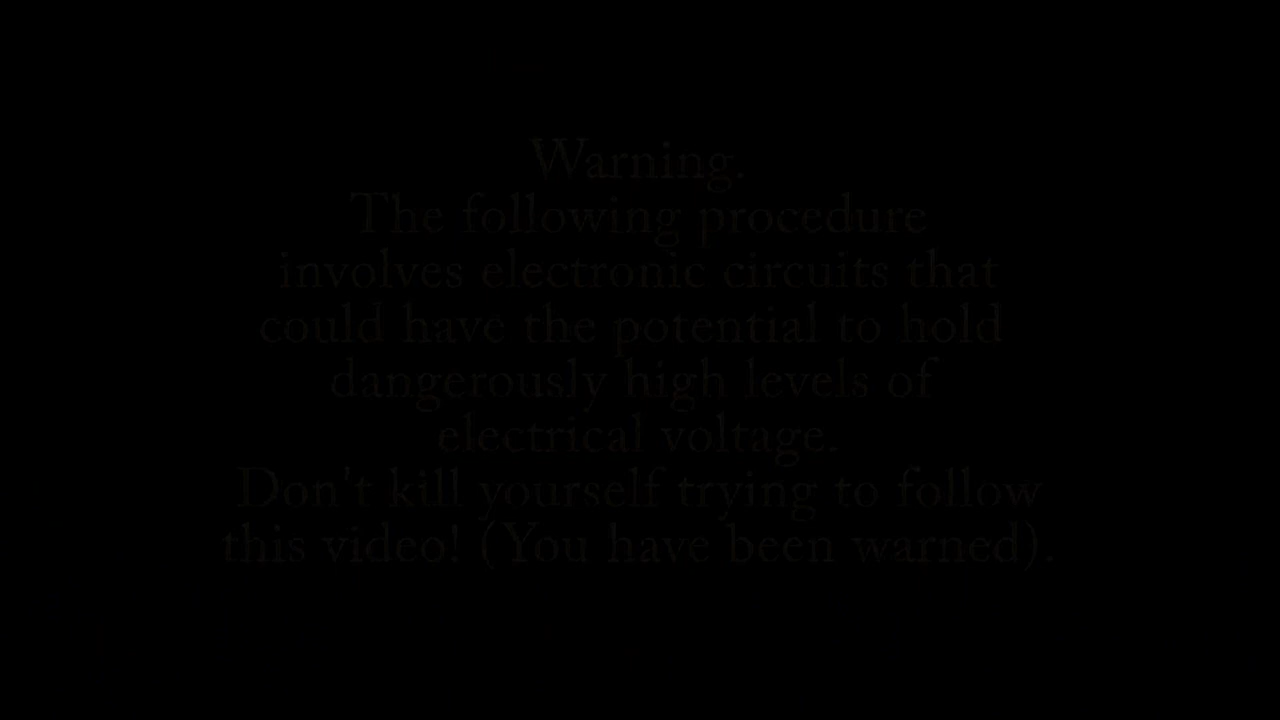 Warning.
The following procedure
involves electronic circuits that
could have the potential to hold
dangerously high levels of
electrical voltage.
Don't kill yourself trying to follow
this video! (You have been warned).